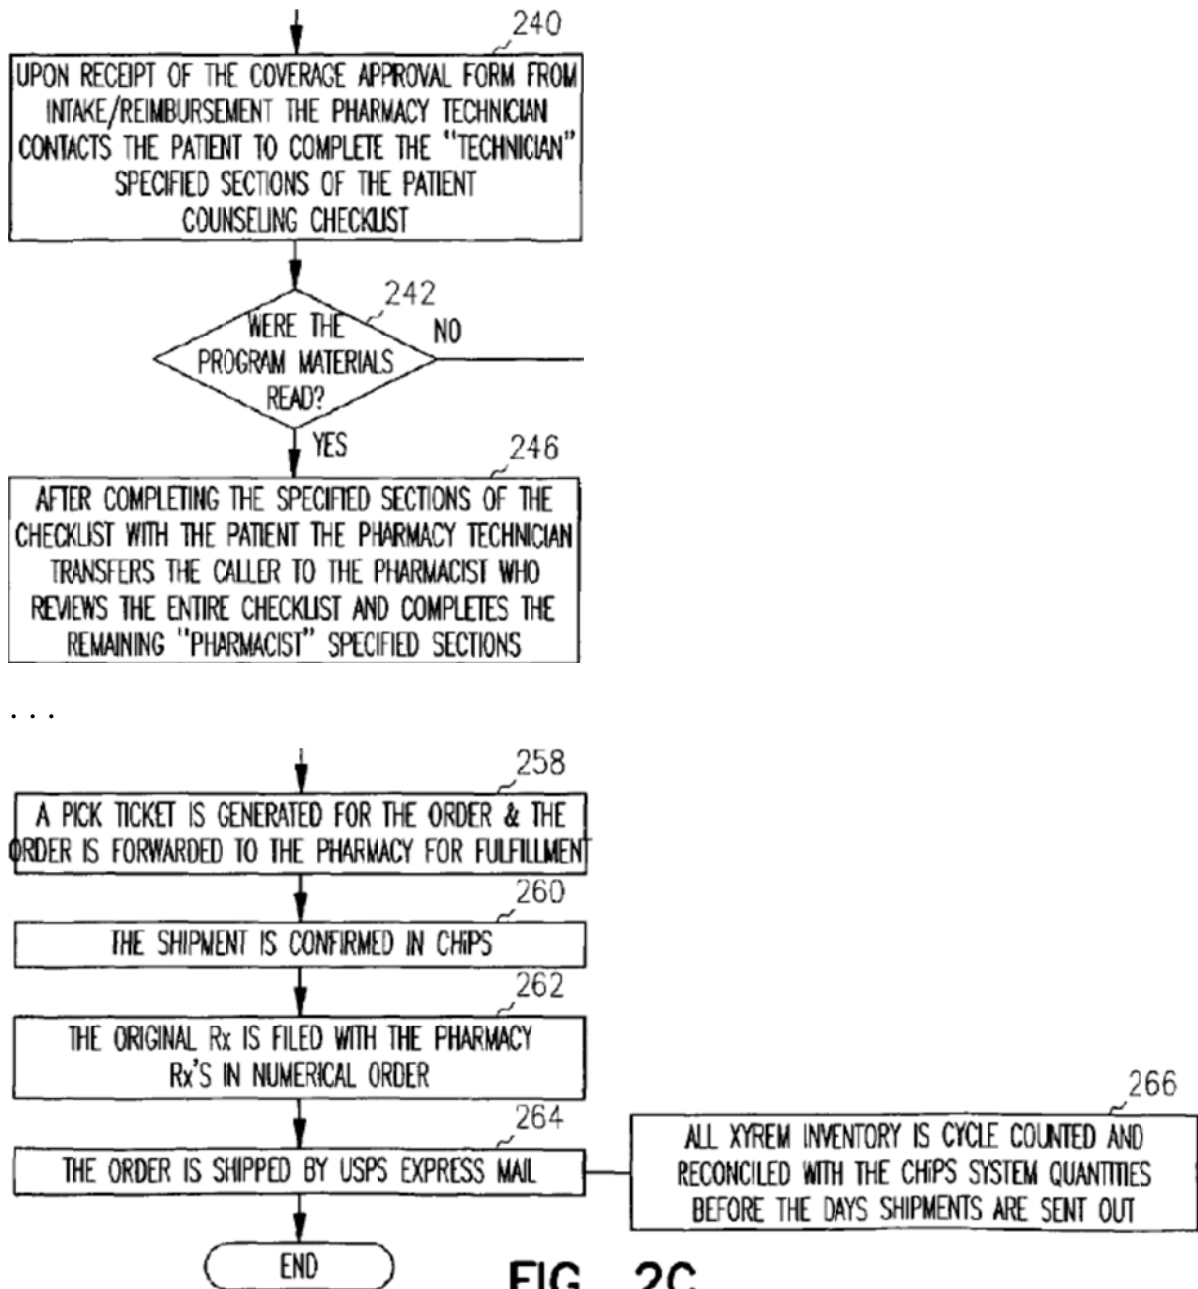 240
UPON RECEIPT OF THE COVERAGE APPROVAL FORM FROM
INTAKE/REIMBURSEMENT THE PHARMACY TECHNICIAN
CONTACTS THE PATIENT TO COMPLETE THE "TECHNICIAN"
SPECIFIED SECTIONS OF THE PATIENT
COUNSELING CHECKLIST
242
WERE THE
PROGRAM MATERIALS
READ?
NO
YES
246
AFTER COMPLETING THE SPECIFIED SECTIONS OF THE
CHECKLIST WITH THE PATIENT THE PHARMACY TECHNICIAN
TRANSFERS THE CALLER TO THE PHARMACIST WHO
REVIEWS THE ENTIRE CHECKLIST AND COMPLETES THE
REMAINING "PHARMACIST" SPECIFIED SECTIONS
. . .
258
A PICK TICKET IS GENERATED FOR THE ORDER & THE
ORDER IS FORWARDED TO THE PHARMACY FOR FULFILLMENT
260
THE SHIPMENT IS CONFIRMED IN CHiPS
262
THE ORIGINAL Rx IS FILED WITH THE PHARMACY
Rx'S IN NUMERICAL ORDER
264
THE ORDER IS SHIPPED BY USPS EXPRESS MAIL
266
ALL XYREM INVENTORY IS CYCLE COUNTED AND
RECONCILED WITH THE CHiPS SYSTEM QUANTITIES
BEFORE THE DAYS SHIPMENTS ARE SENT OUT
END
FIG 2C